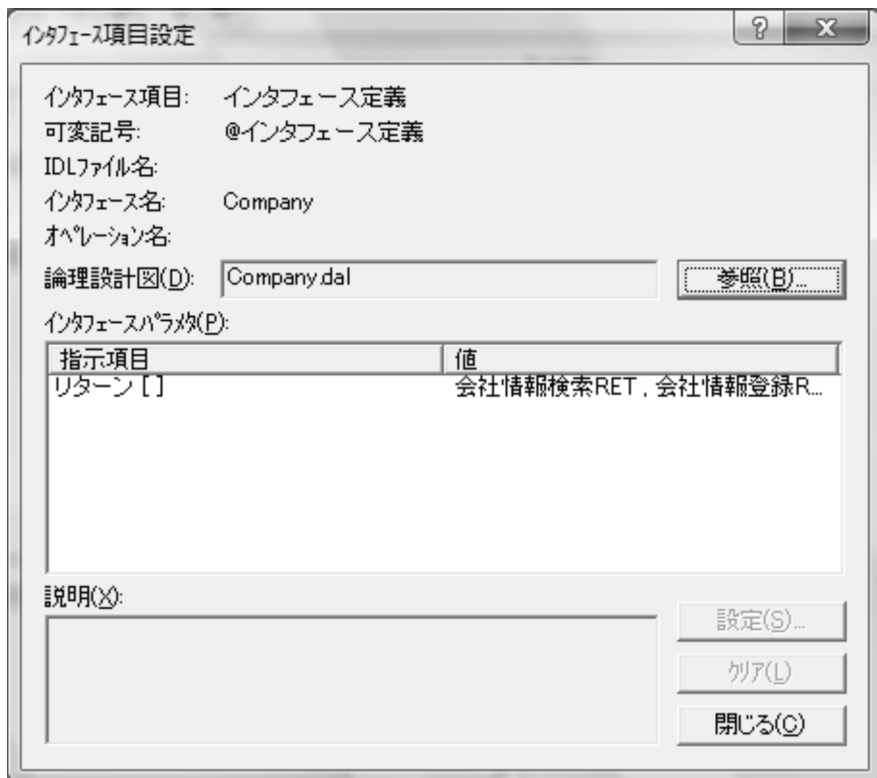 ｲﾝﾀﾌｪｰｽ項目設定
ｲﾝﾀﾌｪｰｽ項目: インタフェース定義
可変記号: @インタフェース定義
IDLﾌｧｲﾙ名:
ｲﾝﾀﾌｪｰｽ名: Company
ｵﾍﾟﾚｰｼｮﾝ名:
論理設計図(D): Company.dal 参照(B)...
ｲﾝﾀﾌｪｰｽﾊﾟﾗﾒﾀ(P):
指示項目 値
リターン [ ] 会社情報検索RET , 会社情報登録R...
説明(X):
設定(S)...
ｸﾘｱ(L)
閉じる(C)